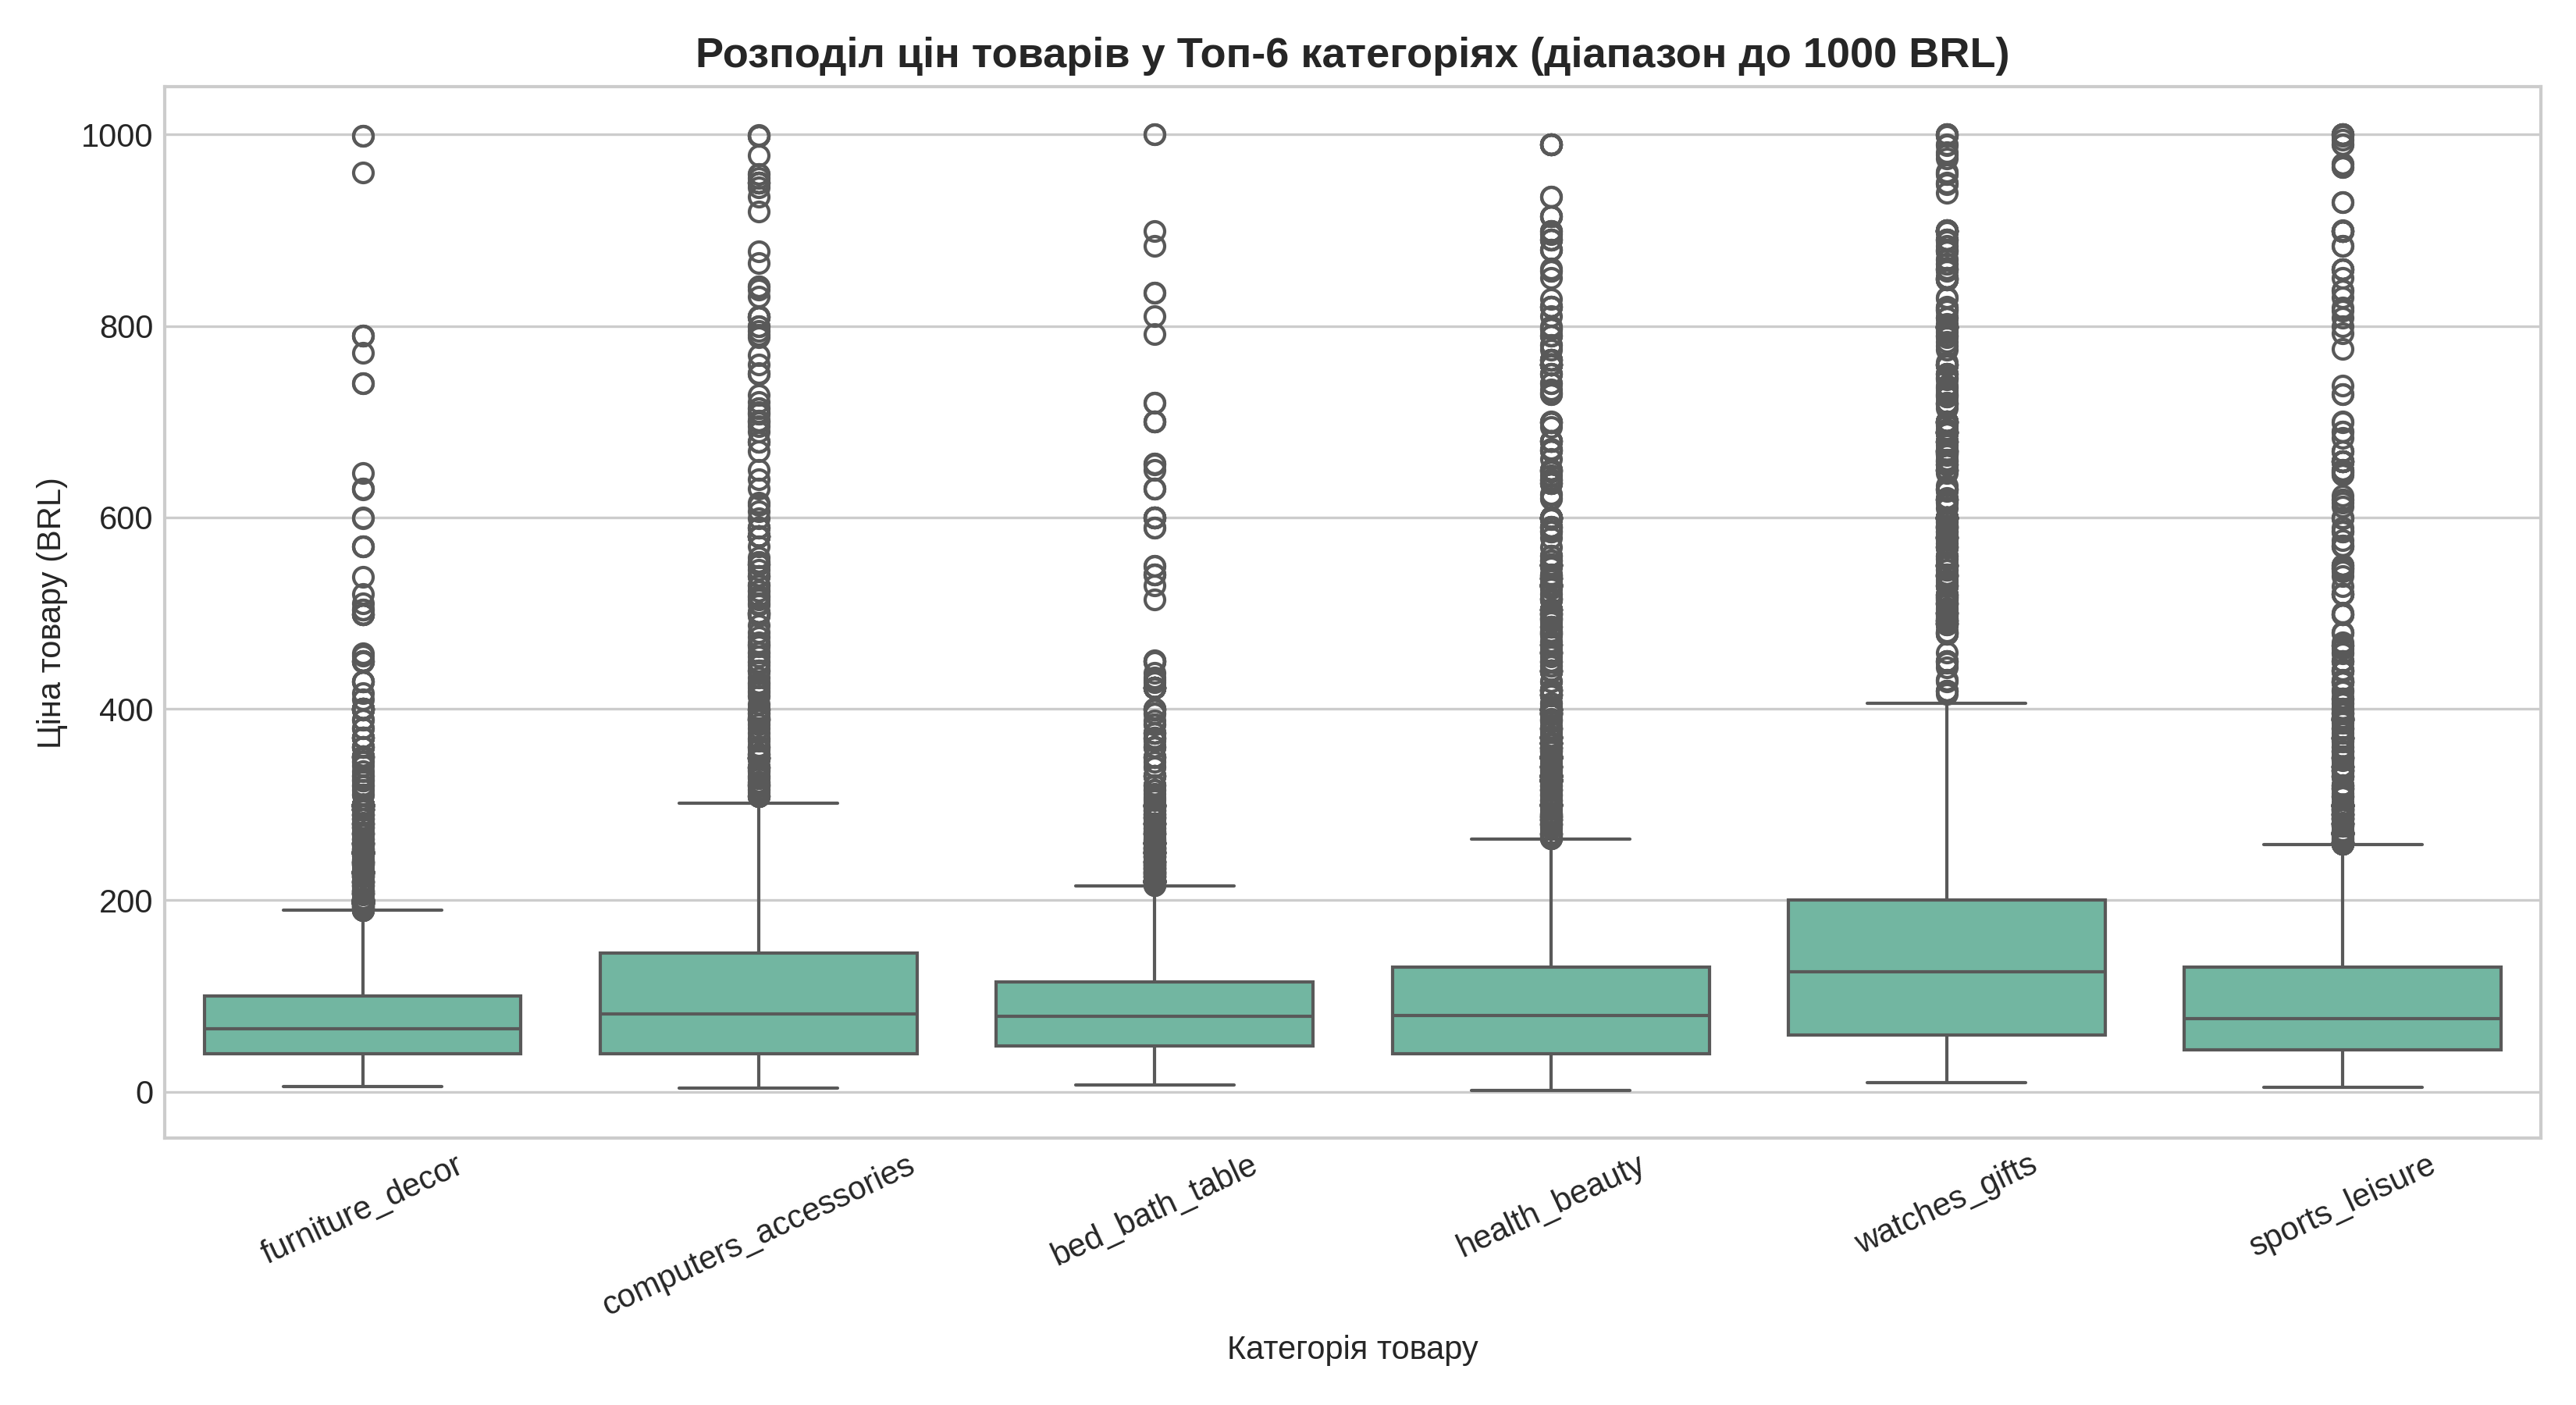 Розподіл цін товарів у Топ-6 категоріях (діапазон до 1000 BRL)
Ціна товару (BRL)
1000
800
600
400
200
0
furniture_decor
computers_accessories
bed_bath_table
health_beauty
watches_gifts
sports_leisure
Категорія товару